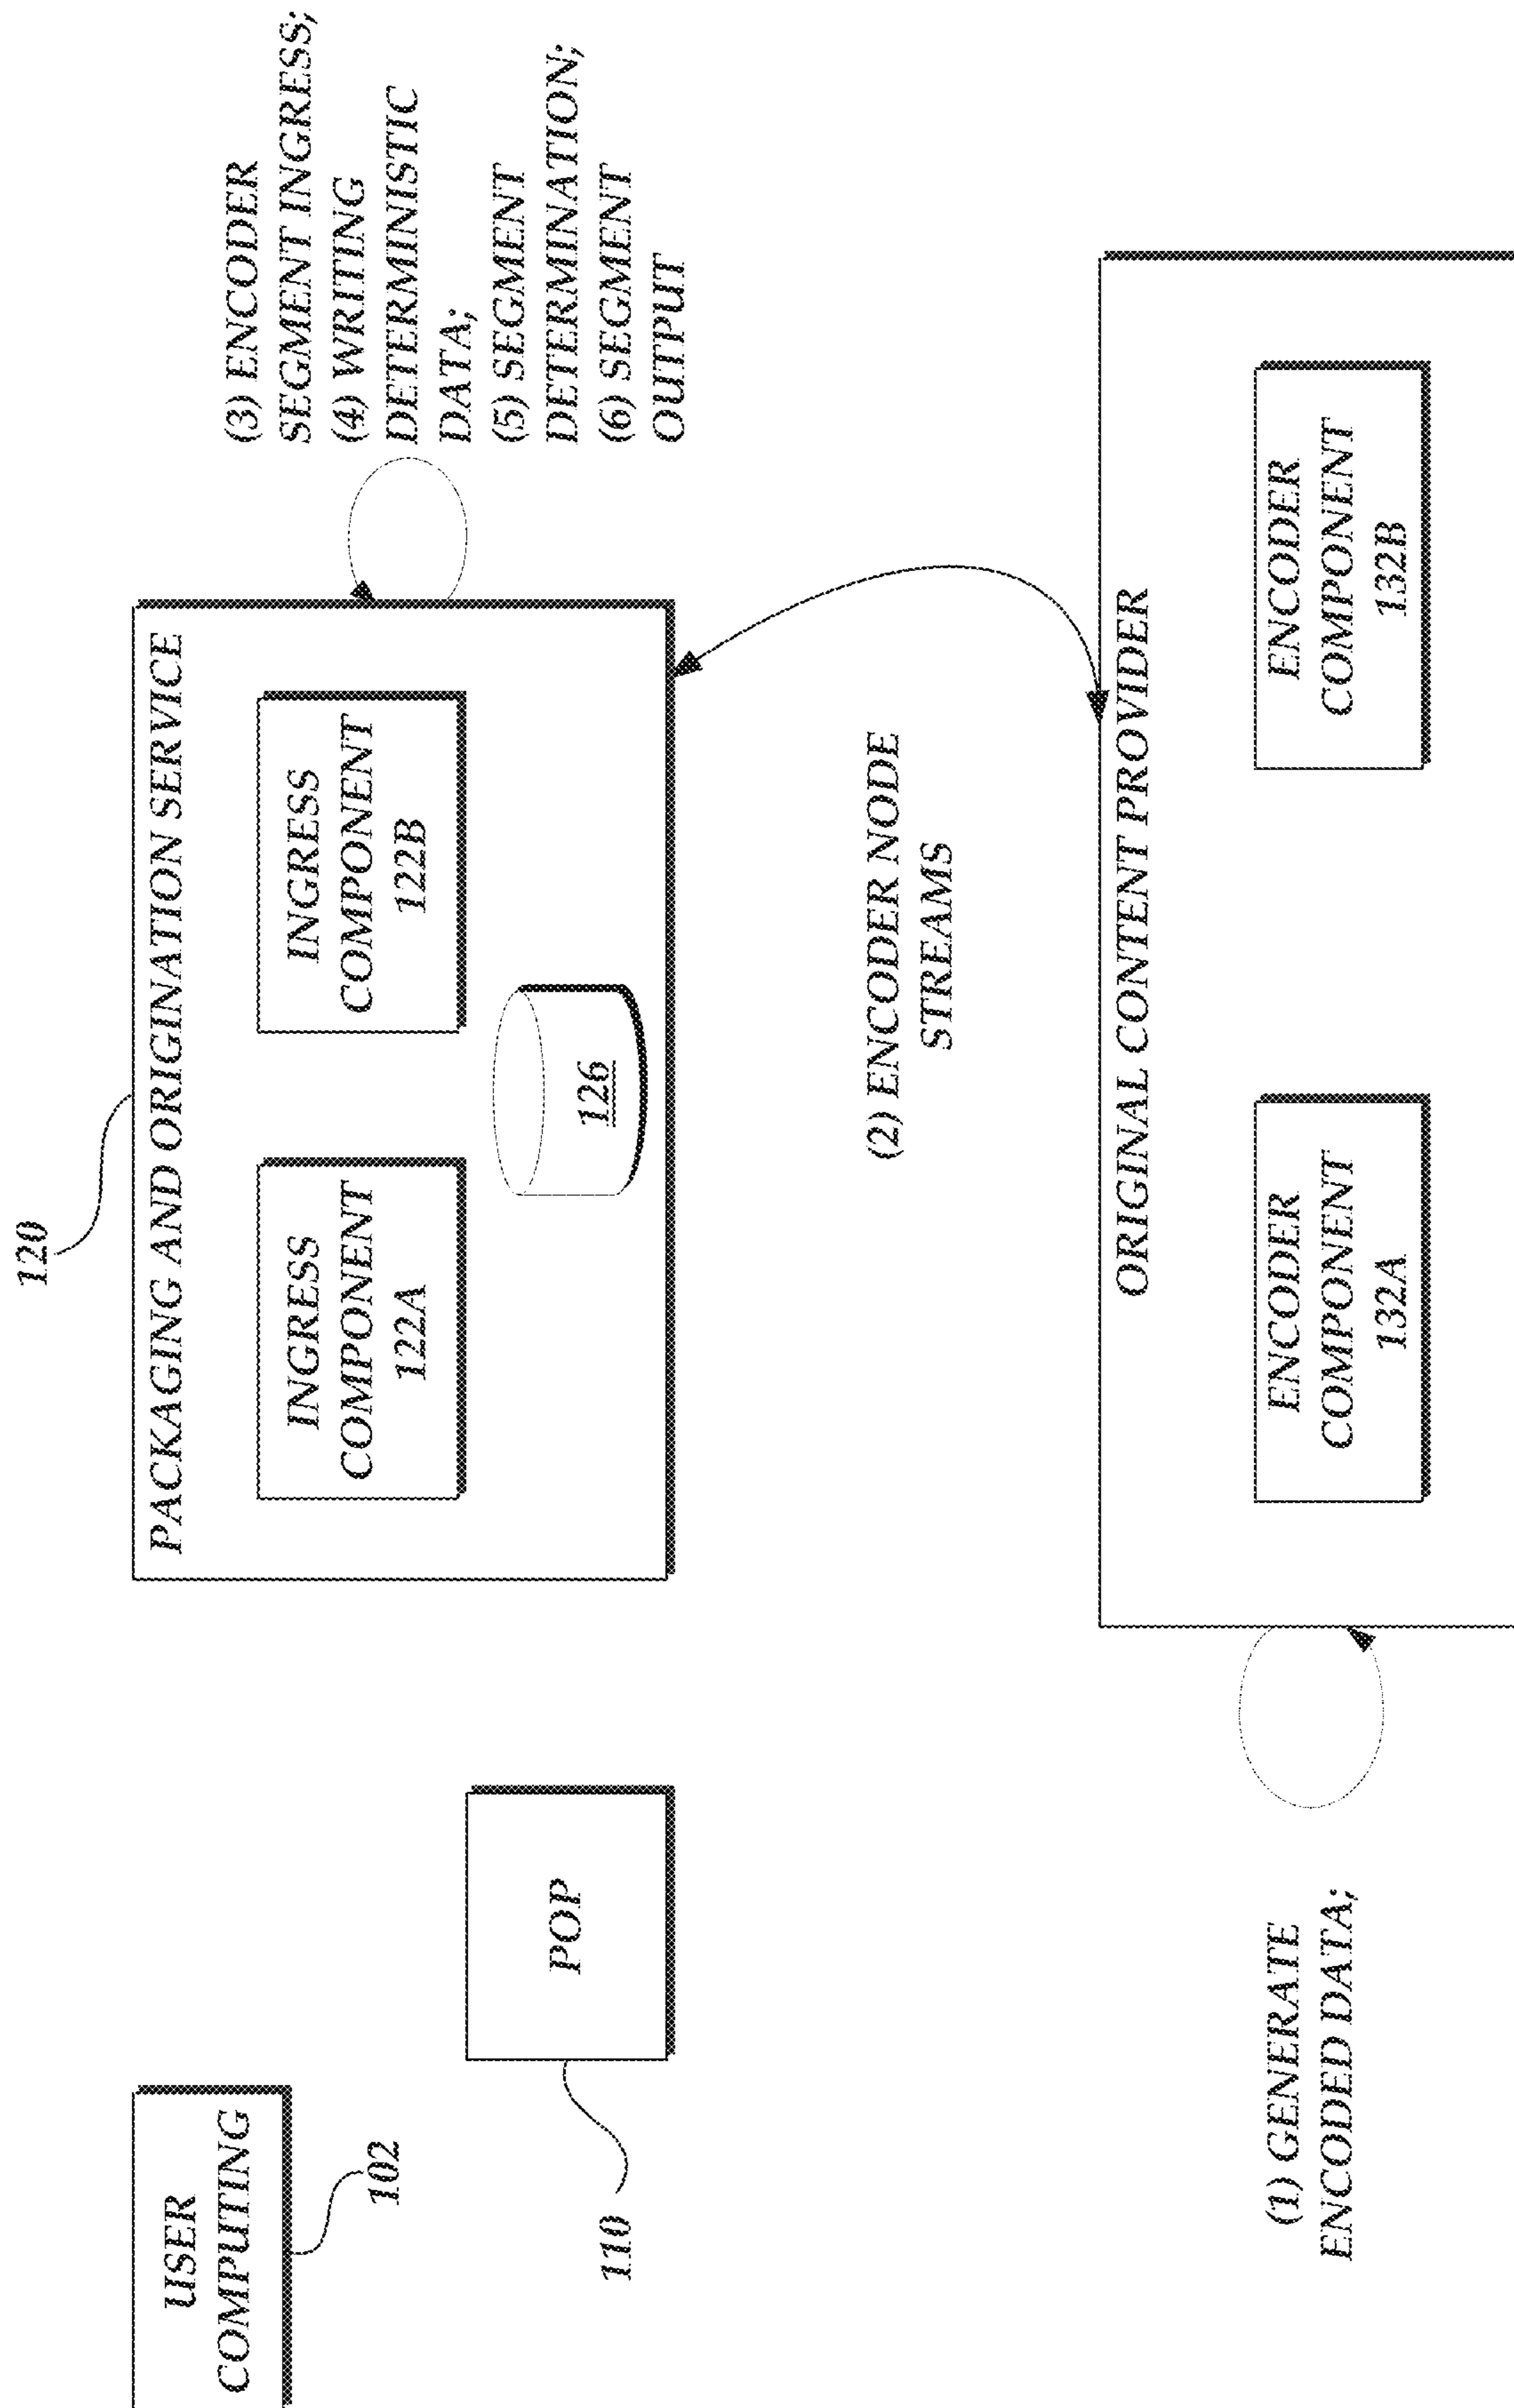 USER
COMPUTING
102
POP
110
120
PACKAGING AND ORIGINATION SERVICE
INGRESS
COMPONENT
122A
INGRESS
COMPONENT
122B
126
(3) ENCODER
SEGMENT INGRESS;
(4) WRITING
DETERMINISTIC
DATA;
(5) SEGMENT
DETERMINATION;
(6) SEGMENT
OUTPUT
(2) ENCODER NODE
STREAMS
(1) GENERATE
ENCODED DATA;
ORIGINAL CONTENT PROVIDER
ENCODER
COMPONENT
132A
ENCODER
COMPONENT
132B